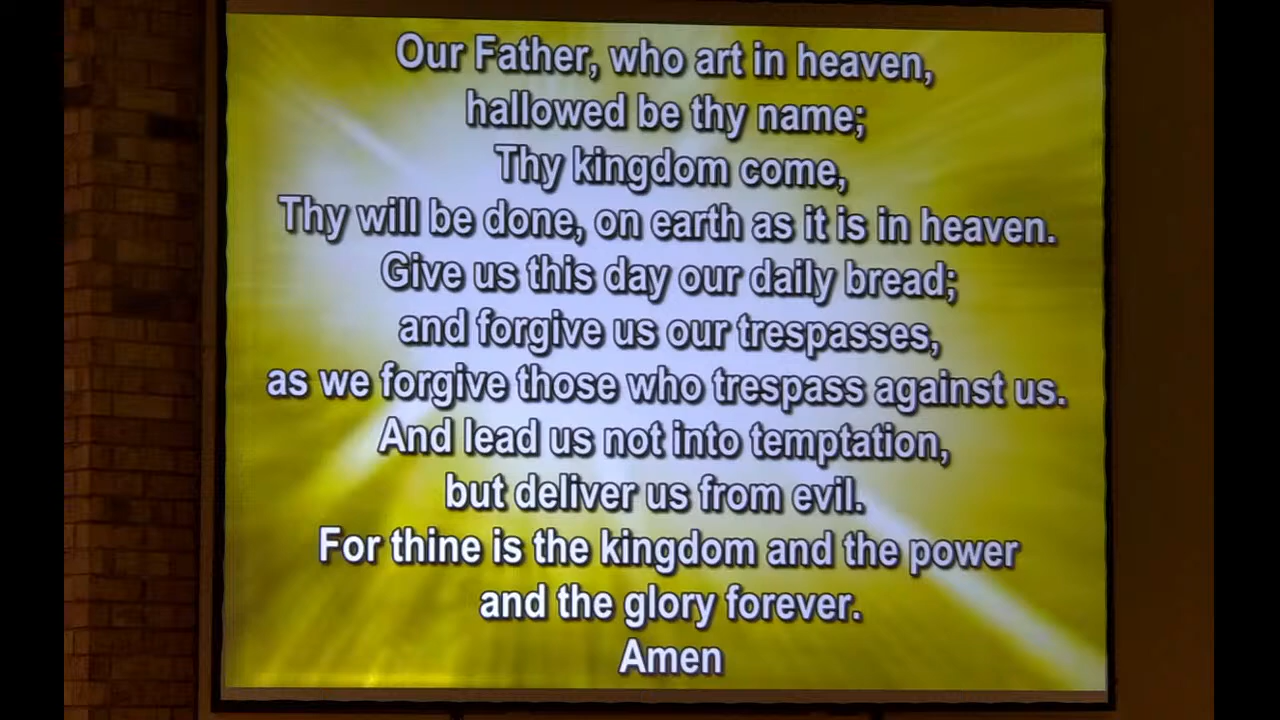 Our Father, who art in heaven,
hallowed be thy name;
Thy kingdom come,
Thy will be done, on earth as it is in heaven.
Give us this day our daily bread;
and forgive us our trespasses,
as we forgive those who trespass against us.
And lead us not into temptation,
but deliver us from evil.
For thine is the kingdom and the power
and the glory forever.
Amen